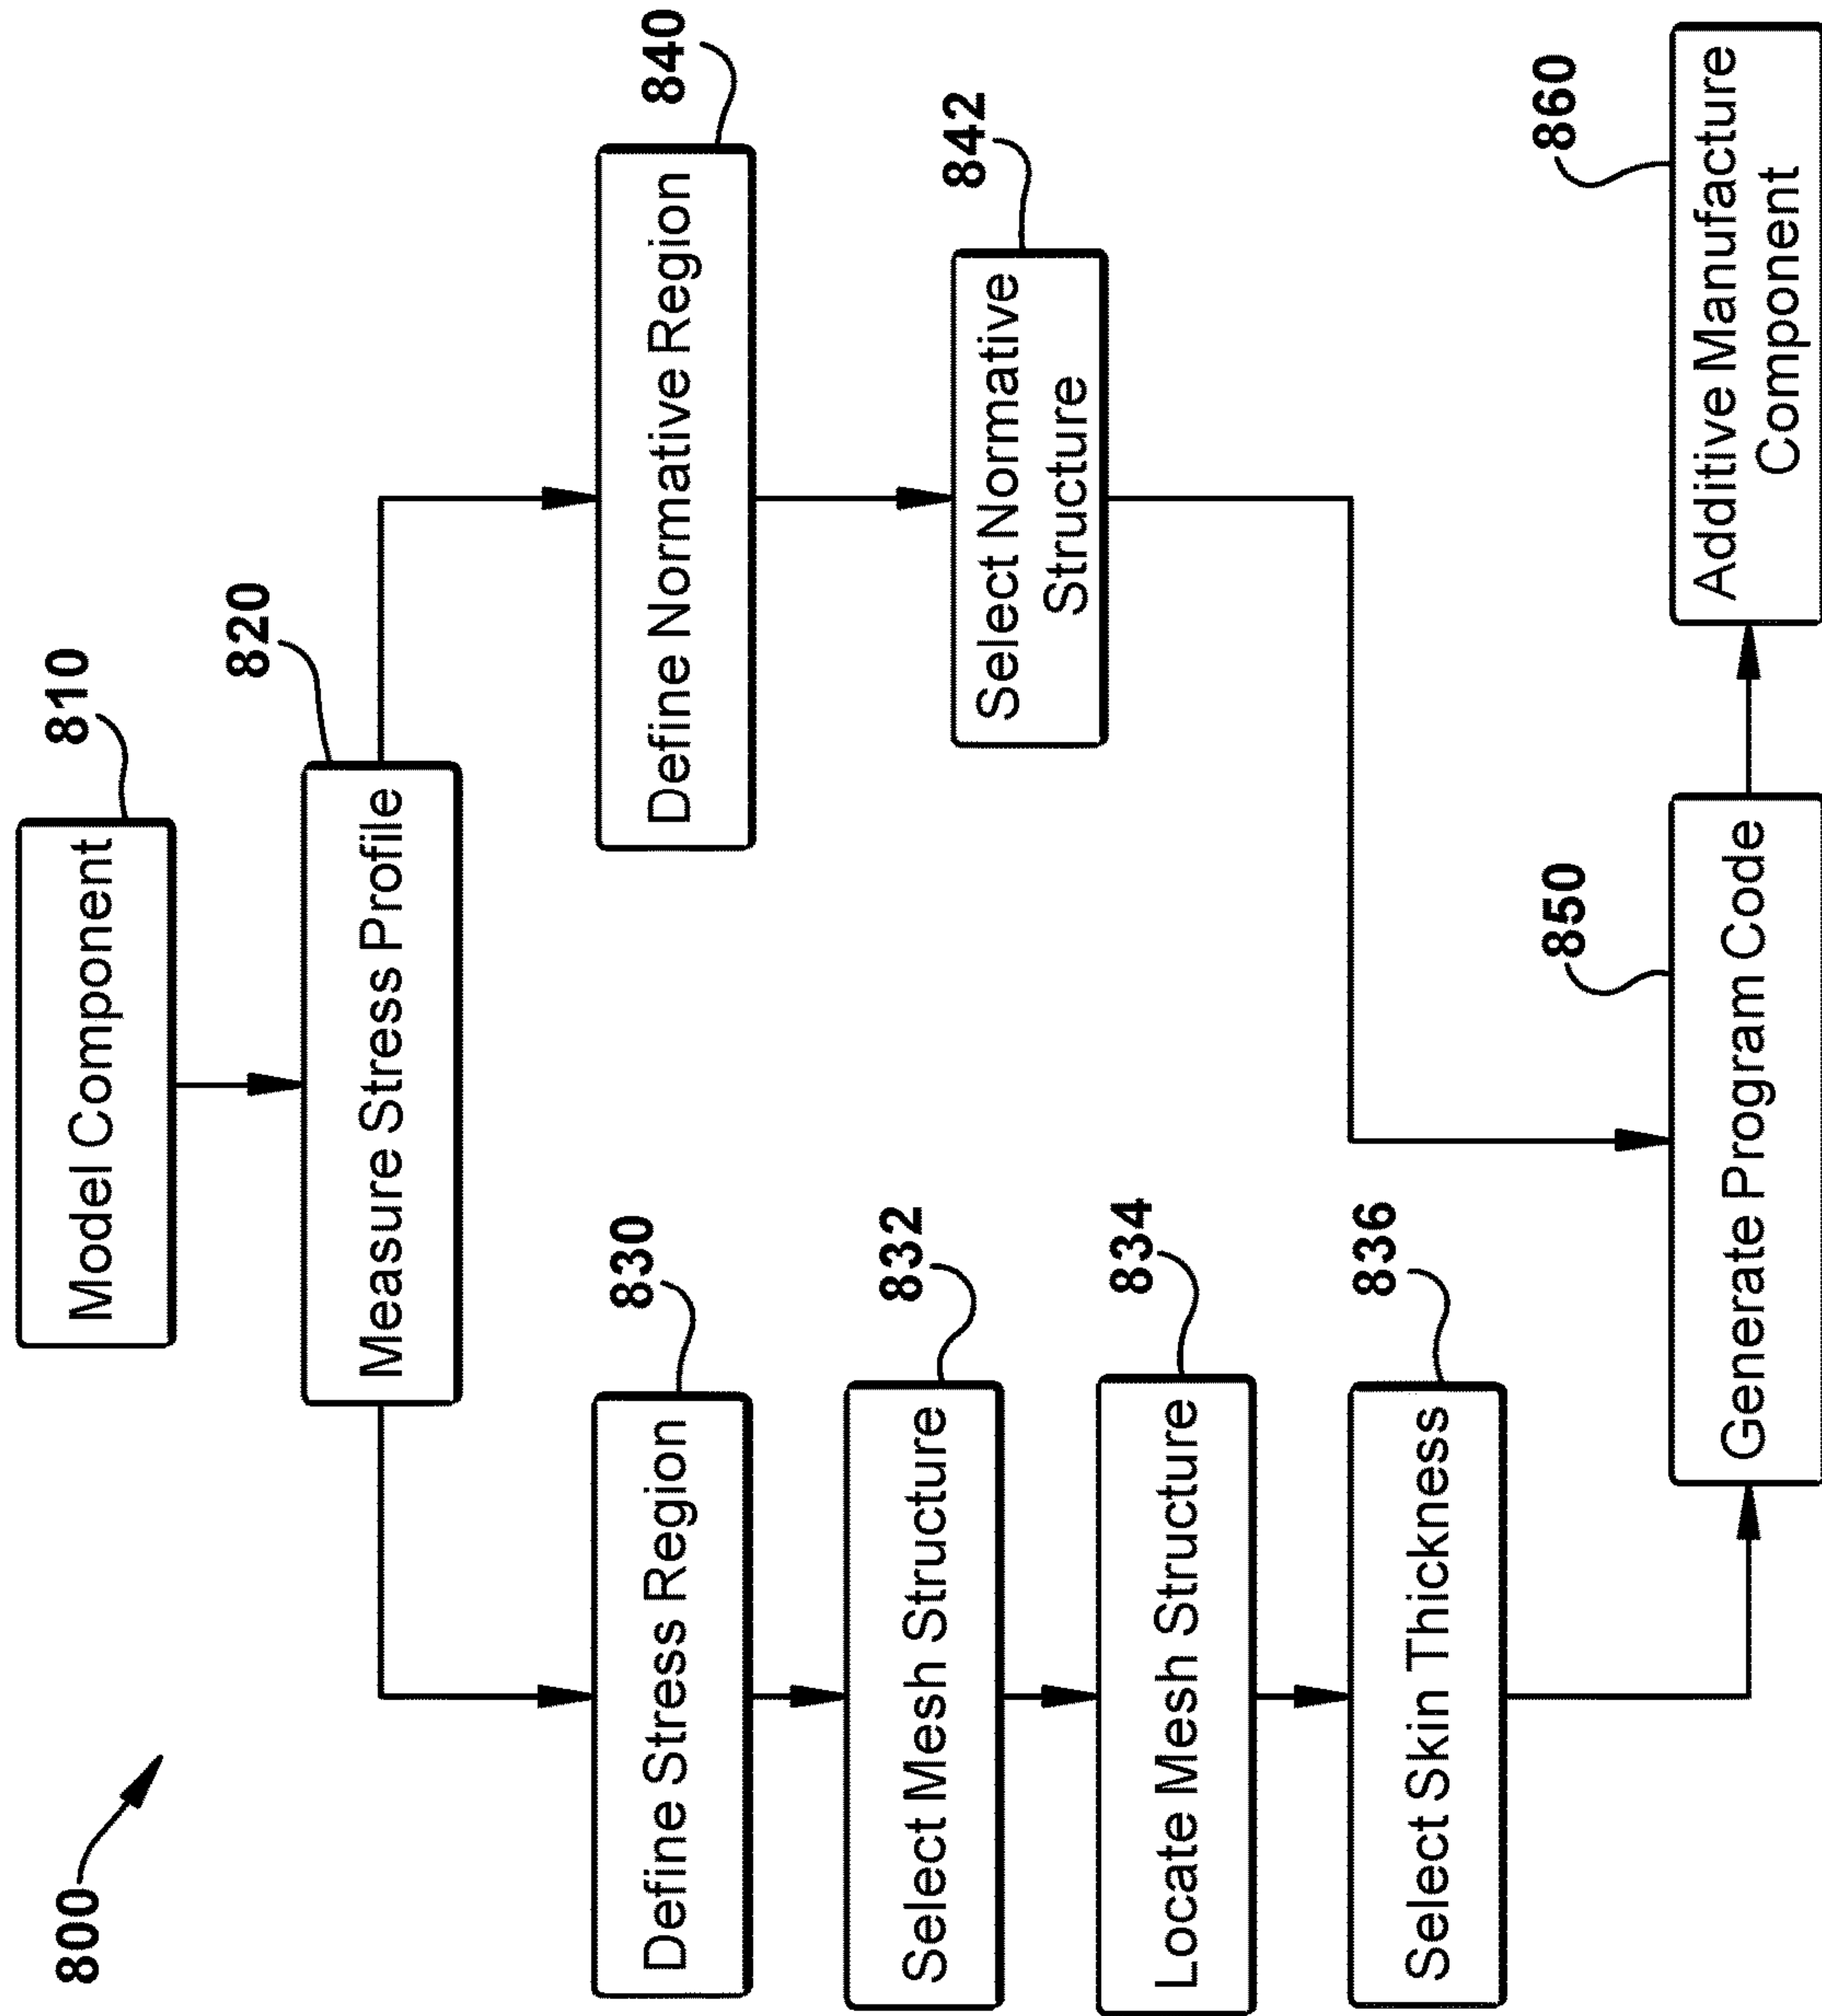 800
810
Model Component
820
Measure Stress Profile
830
Define Stress Region
832
Select Mesh Structure
834
Locate Mesh Structure
836
Select Skin Thickness
840
Define Normative Region
842
Select Normative
Structure
850
Generate Program Code
860
Additive Manufacture
Component